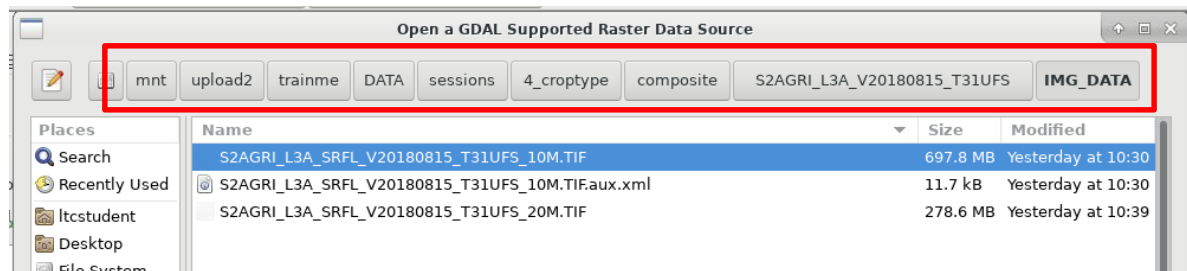 Open a GDAL Supported Raster Data Source
mnt upload2 trainme DATA sessions 4_croptype composite S2AGRI_L3A_V20180815_T31UFS IMG_DATA
Places Name Size Modified
Search S2AGRI_L3A_SRFL_V20180815_T31UFS_10M.TIF 697.8 MB Yesterday at 10:30
Recently Used S2AGRI_L3A_SRFL_V20180815_T31UFS_10M.TIF.aux.xml 11.7 kB Yesterday at 10:30
ltcstudent S2AGRI_L3A_SRFL_V20180815_T31UFS_20M.TIF 278.6 MB Yesterday at 10:39
Desktop
File System